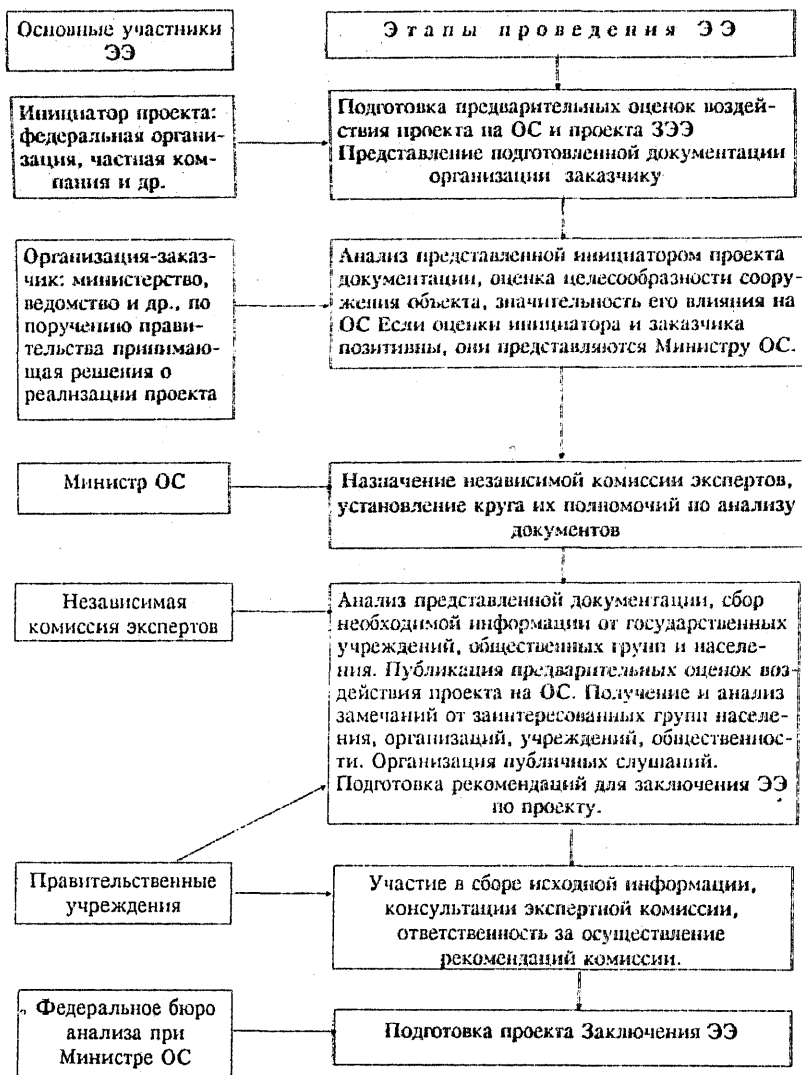 Основные участники
ЭЭ
Этапы проведения ЭЭ
Инициатор проекта:
федеральная органи-
зация, частная ком-
пания и др.
Подготовка предварительных оценок воздей-
ствия проекта на ОС и проекта ЗЭЭ
Представление подготовленной документации
организации заказчику
Организация-заказ-
чик: министерство,
ведомство и др., по
поручению прави-
тельства принимаю-
щая решения о
реализации проекта
Анализ представленной инициатором проекта
документации, оценка целесообразности соору-
жения объекта, значительность его влияния на
ОС Если оценки инициатора и заказчика
позитивны, они представляются Министру ОС.
Министр ОС
Назначение независимой комиссии экспертов,
установление круга их полномочий по анализу
документов
Независимая
комиссия экспертов
Анализ представленной документации, сбор
необходимой информации от государственных
учреждений, общественных групп и населе-
ния. Публикация предварительных оценок воз-
действия проекта на ОС. Получение и анализ
замечаний от заинтересованных групп населе-
ния, организаций, учреждений, общественнос-
ти. Организация публичных слушаний.
Подготовка рекомендаций для заключения ЭЭ
по проекту.
Правительственные
учреждения
Участие в сборе исходной информации,
консультации экспертной комиссии,
ответственность за осуществление
рекомендаций комиссии.
Федеральное бюро
анализа при
Министре ОС
Подготовка проекта Заключения ЭЭ